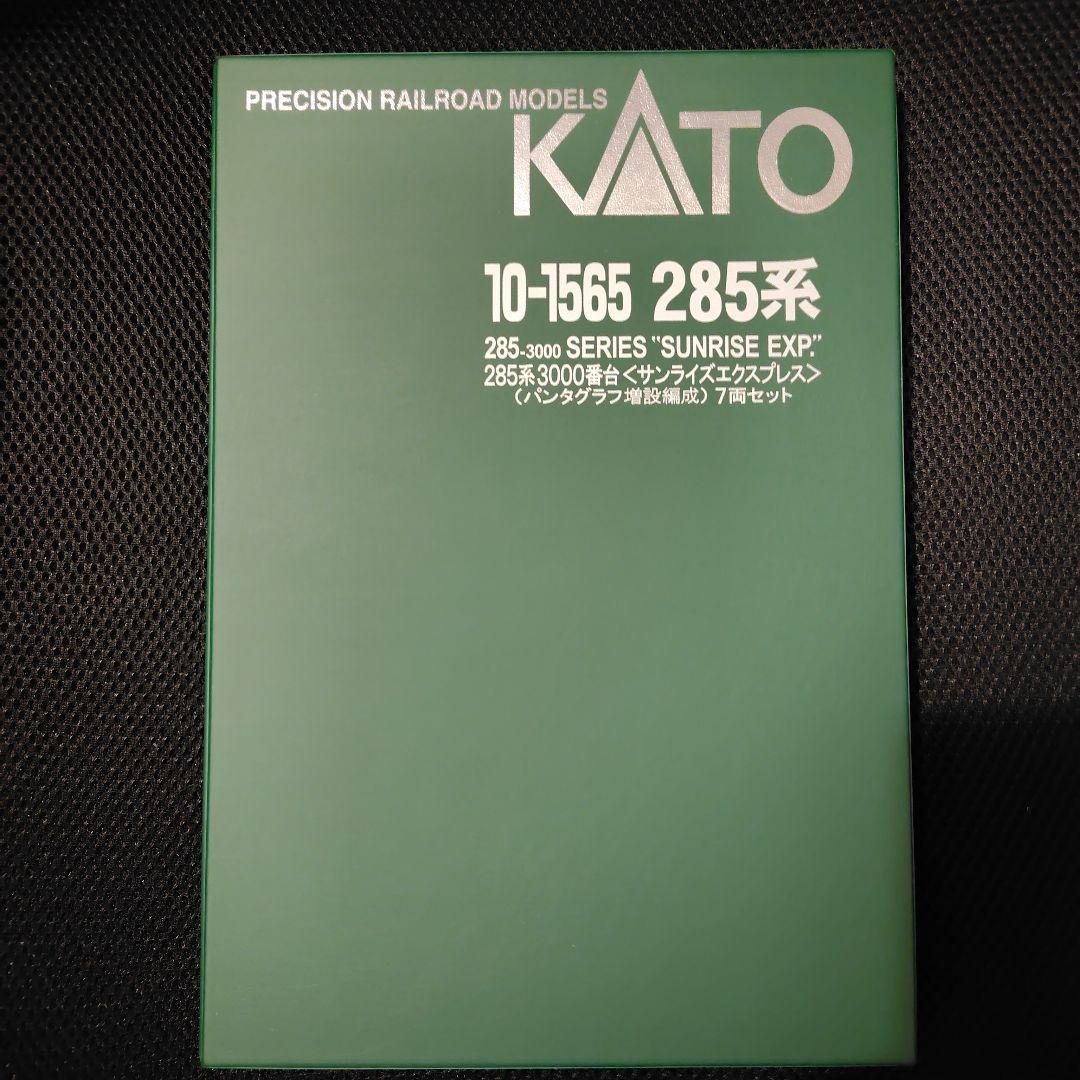 PRECISION RAILROAD MODELS
KATO
10-1565 285系
285-3000 SERIES "SUNRISE EXP."
285系3000番台<サンライズエクスプレス>
(パンタグラフ増設編成) 7両セット